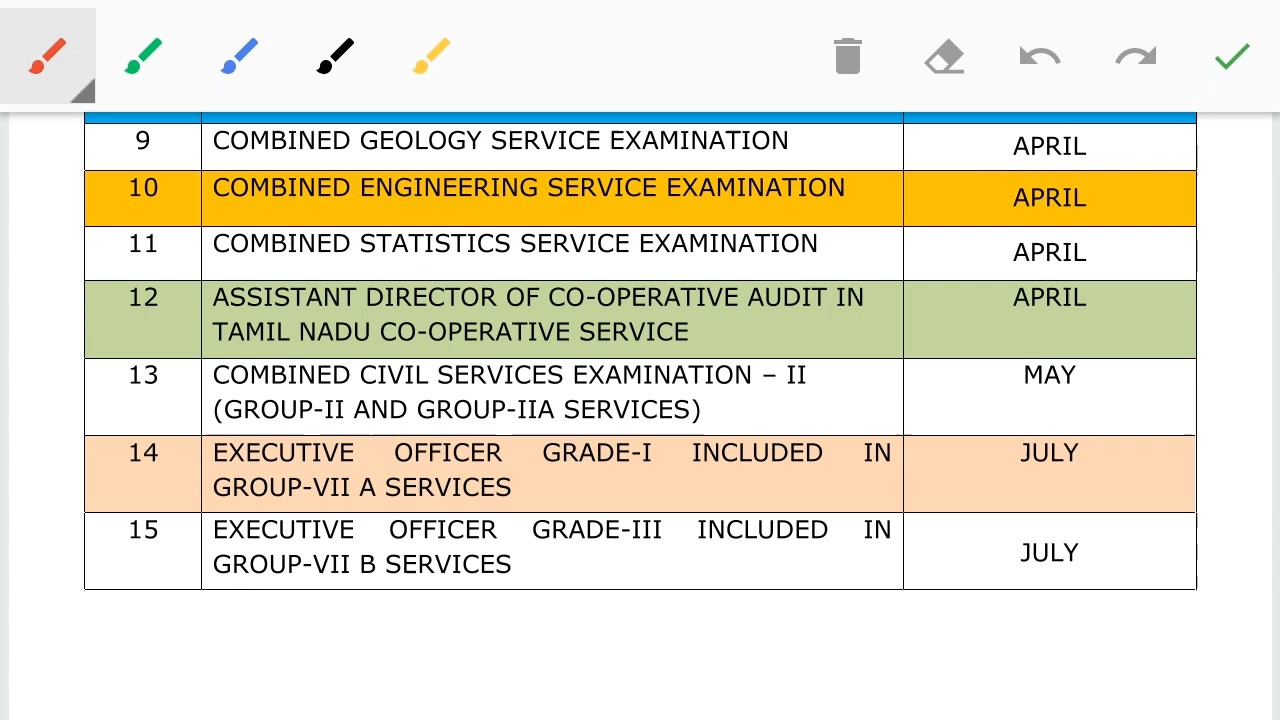 9 COMBINED GEOLOGY SERVICE EXAMINATION APRIL
10 COMBINED ENGINEERING SERVICE EXAMINATION APRIL
11 COMBINED STATISTICS SERVICE EXAMINATION APRIL
12 ASSISTANT DIRECTOR OF CO-OPERATIVE AUDIT IN APRIL
TAMIL NADU CO-OPERATIVE SERVICE
13 COMBINED CIVIL SERVICES EXAMINATION – II MAY
(GROUP-II AND GROUP-IIA SERVICES)
14 EXECUTIVE OFFICER GRADE-I INCLUDED IN JULY
GROUP-VII A SERVICES
15 EXECUTIVE OFFICER GRADE-III INCLUDED IN JULY
GROUP-VII B SERVICES